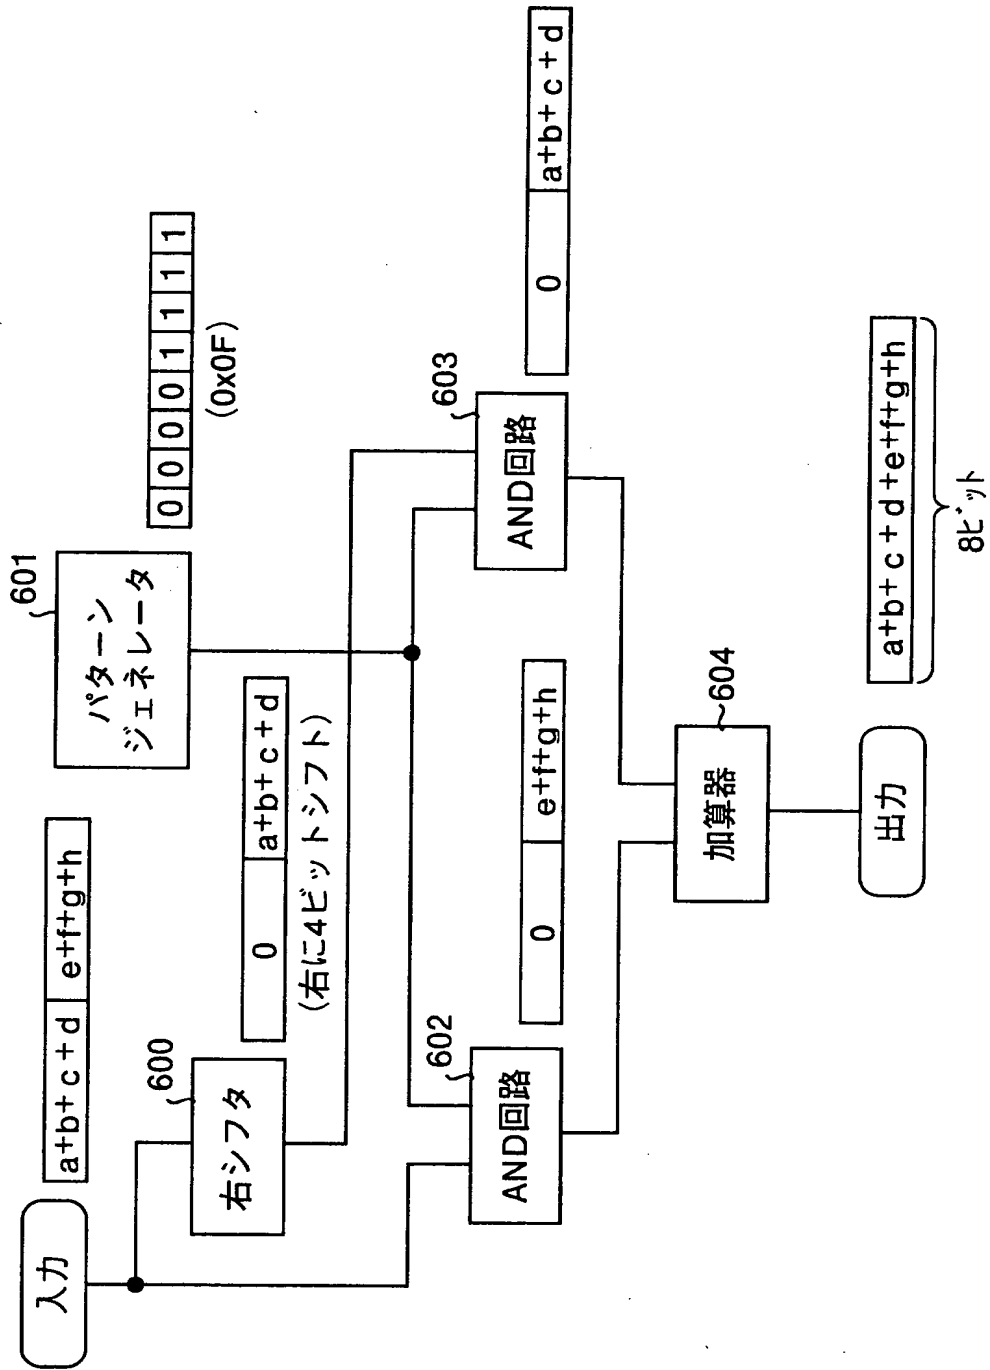 入力
a+b+c+d e+f+g+h
601
パターン
ジェネレータ
0 0 0 0 1 1 1 1
(0x0F)
600
右シフタ
0 a+b+c+d
(右に4ビットシフト)
602
AND回路
0 e+f+g+h
603
AND回路
0 a+b+c+d
604
加算器
出力
a+b+c+d+e+f+g+h
8ビット